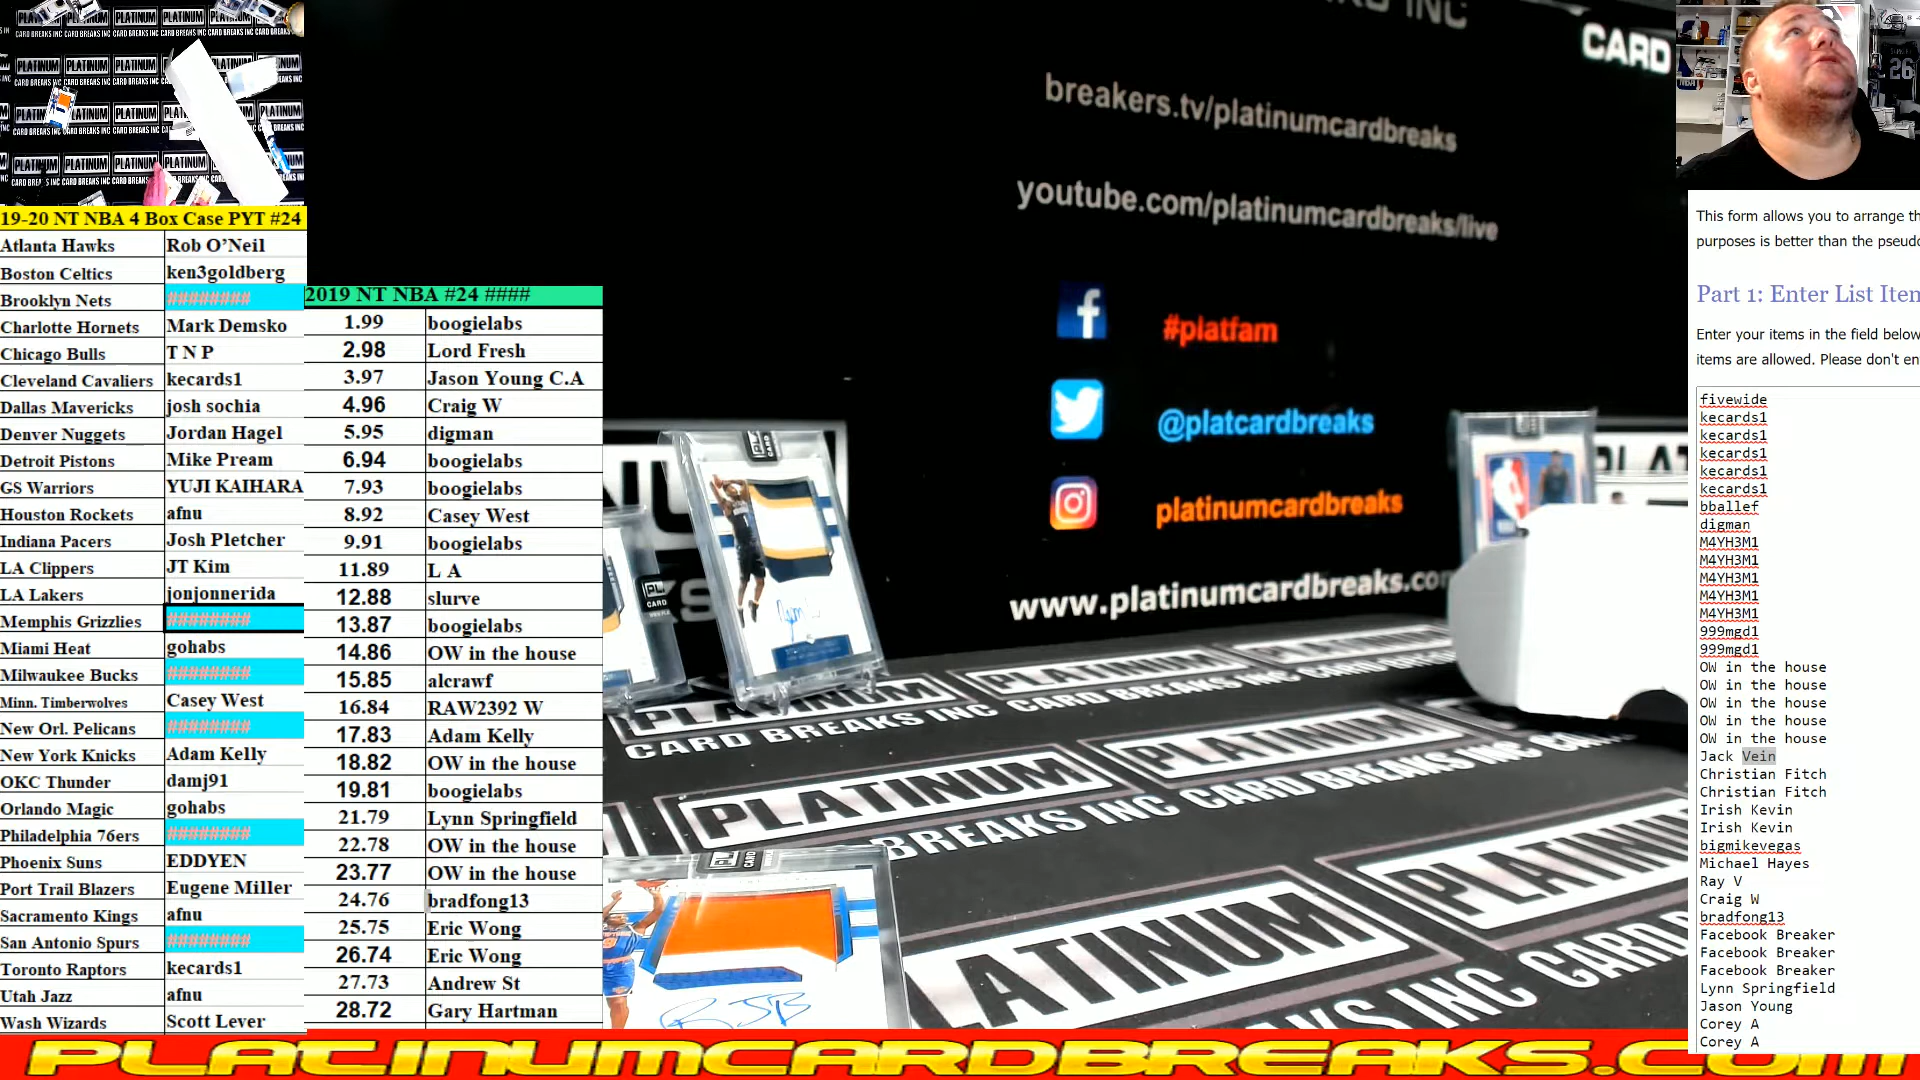 19-20 NT NBA 4 Box Case PYT #24
Atlanta Hawks Rob O’Neil
Boston Celtics ken3goldberg
Brooklyn Nets ########
Charlotte Hornets Mark Demsko
Chicago Bulls T N P
Cleveland Cavaliers kecards1
Dallas Mavericks josh sochia
Denver Nuggets Jordan Hagel
Detroit Pistons Mike Pream
GS Warriors YUJI KAIHARA
Houston Rockets afnu
Indiana Pacers Josh Pletcher
LA Clippers JT Kim
LA Lakers jonjonnerida
Memphis Grizzlies ########
Miami Heat gohabs
Milwaukee Bucks ########
Minn. Timberwolves Casey West
New Orl. Pelicans ########
New York Knicks Adam Kelly
OKC Thunder damj91
Orlando Magic gohabs
Philadelphia 76ers ########
Phoenix Suns EDDYEN
Port Trail Blazers Eugene Miller
Sacramento Kings afnu
San Antonio Spurs ########
Toronto Raptors kecards1
Utah Jazz afnu
Wash Wizards Scott Lever
2019 NT NBA #24 ####
1.99 boogielabs
2.98 Lord Fresh
3.97 Jason Young C.A
4.96 Craig W
5.95 digman
6.94 boogielabs
7.93 boogielabs
8.92 Casey West
9.91 boogielabs
11.89 L A
12.88 slurve
13.87 boogielabs
14.86 OW in the house
15.85 alcrawf
16.84 RAW2392 W
17.83 Adam Kelly
18.82 OW in the house
19.81 boogielabs
21.79 Lynn Springfield
22.78 OW in the house
23.77 OW in the house
24.76 bradfong13
25.75 Eric Wong
26.74 Eric Wong
27.73 Andrew St
28.72 Gary Hartman
CARD
breakers.tv/platinumcardbreaks
youtube.com/platinumcardbreaks/live
#platfam
@platcardbreaks
platinumcardbreaks
www.platinumcardbreaks.co
PLATINUM
CARD BREAKS INC
PLATINUM
CARD BREAKS INC
PLATINUM
This form allows you to arrange th
purposes is better than the pseudo
Part 1: Enter List Item
Enter your items in the field below
items are allowed. Please don't en
fivewide
kecards1
kecards1
kecards1
kecards1
kecards1
bballef
digman
M4YH3M1
M4YH3M1
M4YH3M1
M4YH3M1
M4YH3M1
999mgd1
999mgd1
OW in the house
OW in the house
OW in the house
OW in the house
OW in the house
Jack Vein
Christian Fitch
Christian Fitch
Irish Kevin
Irish Kevin
bigmikevegas
Michael Hayes
Ray V
Craig W
bradfong13
Facebook Breaker
Facebook Breaker
Facebook Breaker
Lynn Springfield
Jason Young
Corey A
Corey A
PLATINUMCARDBREAKS.COM